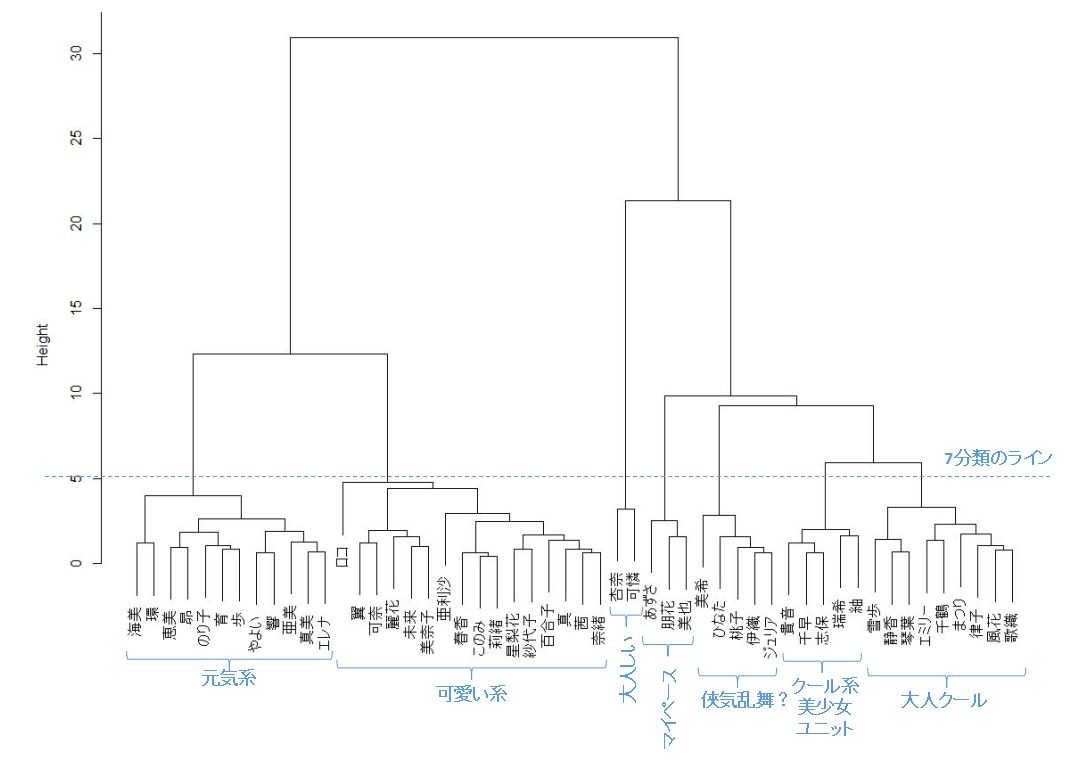 30
25
20
15
10
5
0
Height
7分類のライン
海美
環
恵美
昴
のり子
育
歩
やよい
響
亜美
真美
エレナ
ロコ
翼
可奈
麗花
未来
美奈子
亜利沙
春香
このみ
莉緒
星梨花
紗代子
百合子
真
茜
奈緒
杏奈
可憐
あずさ
朋花
美也
美希
ひなた
桃子
伊織
ジュリア
貴音
千早
志保
瑞希
紬
雪歩
静香
琴葉
エミリー
千鶴
まつり
律子
風花
歌織
元気系
可愛い系
大人しい
マイペース
侠気乱舞？
クール系
美少女
ユニット
大人クール